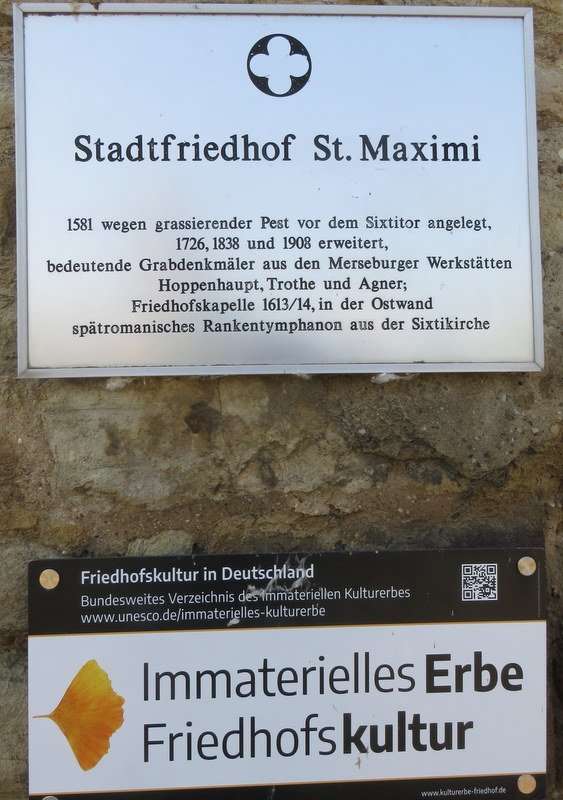 Stadtfriedhof St. Maximi
1581 wegen grassierender Pest vor dem Sixtitor angelegt,
1726, 1838 und 1908 erweitert,
bedeutende Grabdenkmäler aus den Merseburger Werkstätten
Hoppenhaupt, Trothe und Agner;
Friedhofskapelle 1613/14, in der Ostwand
spätromanisches Rankentymphanon aus der Sixtikirche
Friedhofskultur in Deutschland
Bundesweites Verzeichnis des Immateriellen Kulturerbes
www.unesco.de/immaterielles-kulturerbe
Immaterielles Erbe
Friedhofskultur
www.kulturerbe-friedhof.de